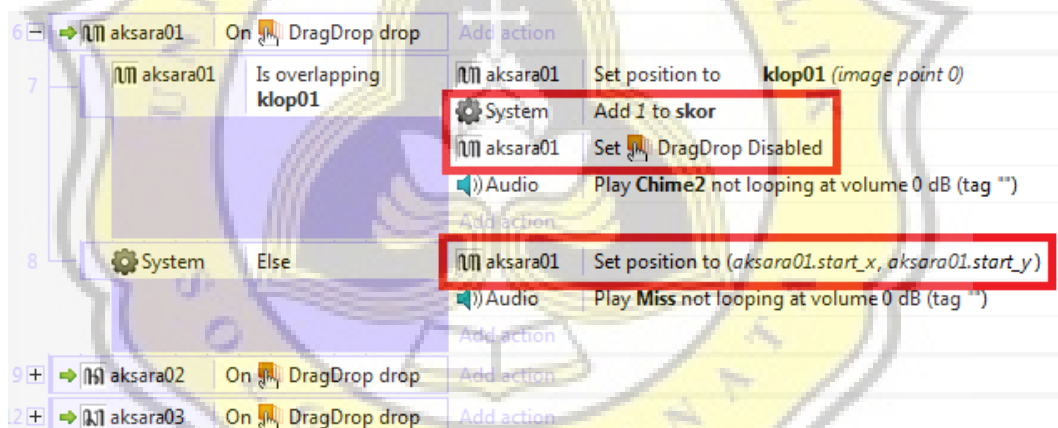 6 aksara01 On DragDrop drop Add action
7 aksara01 Is overlapping klop01 aksara01 Set position to klop01 (image point 0)
System Add 1 to skor
aksara01 Set DragDrop Disabled
Audio Play Chime2 not looping at volume 0 dB (tag "")
Add action
8 System Else aksara01 Set position to (aksara01.start_x, aksara01.start_y)
Audio Play Miss not looping at volume 0 dB (tag "")
Add action
9 aksara02 On DragDrop drop Add action
12 aksara03 On DragDrop drop Add action